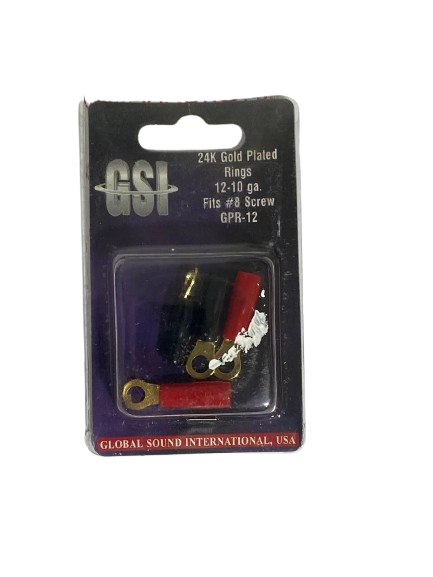 GSI
24K Gold Plated
Rings
12-10 ga.
Fits #8 Screw
GPR-12
GLOBAL SOUND INTERNATIONAL, USA